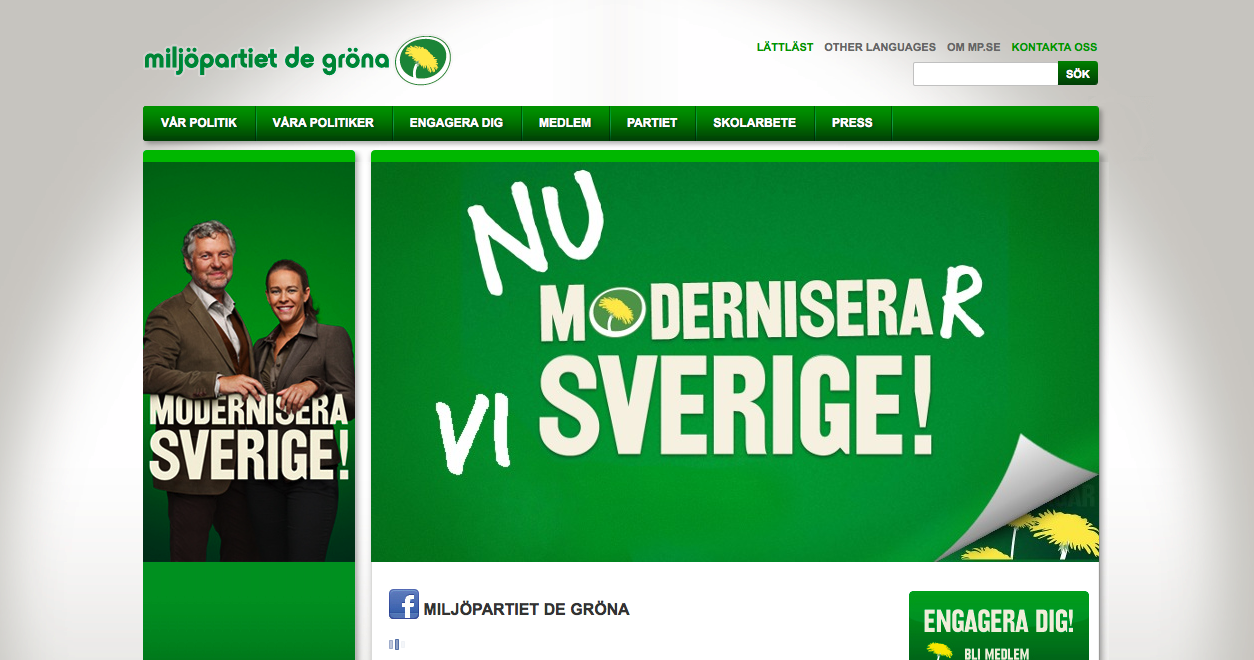 miljöpartiet de gröna
LÄTTLÄST OTHER LANGUAGES OM MP.SE KONTAKTA OSS
SÖK
VÅR POLITIK VÅRA POLITIKER ENGAGERA DIG MEDLEM PARTIET SKOLARBETE PRESS
MODERNISERA
SVERIGE!
NU
MODERNISERAR
VI SVERIGE!
MILJÖPARTIET DE GRÖNA
ENGAGERA DIG!
BLI MEDLEM